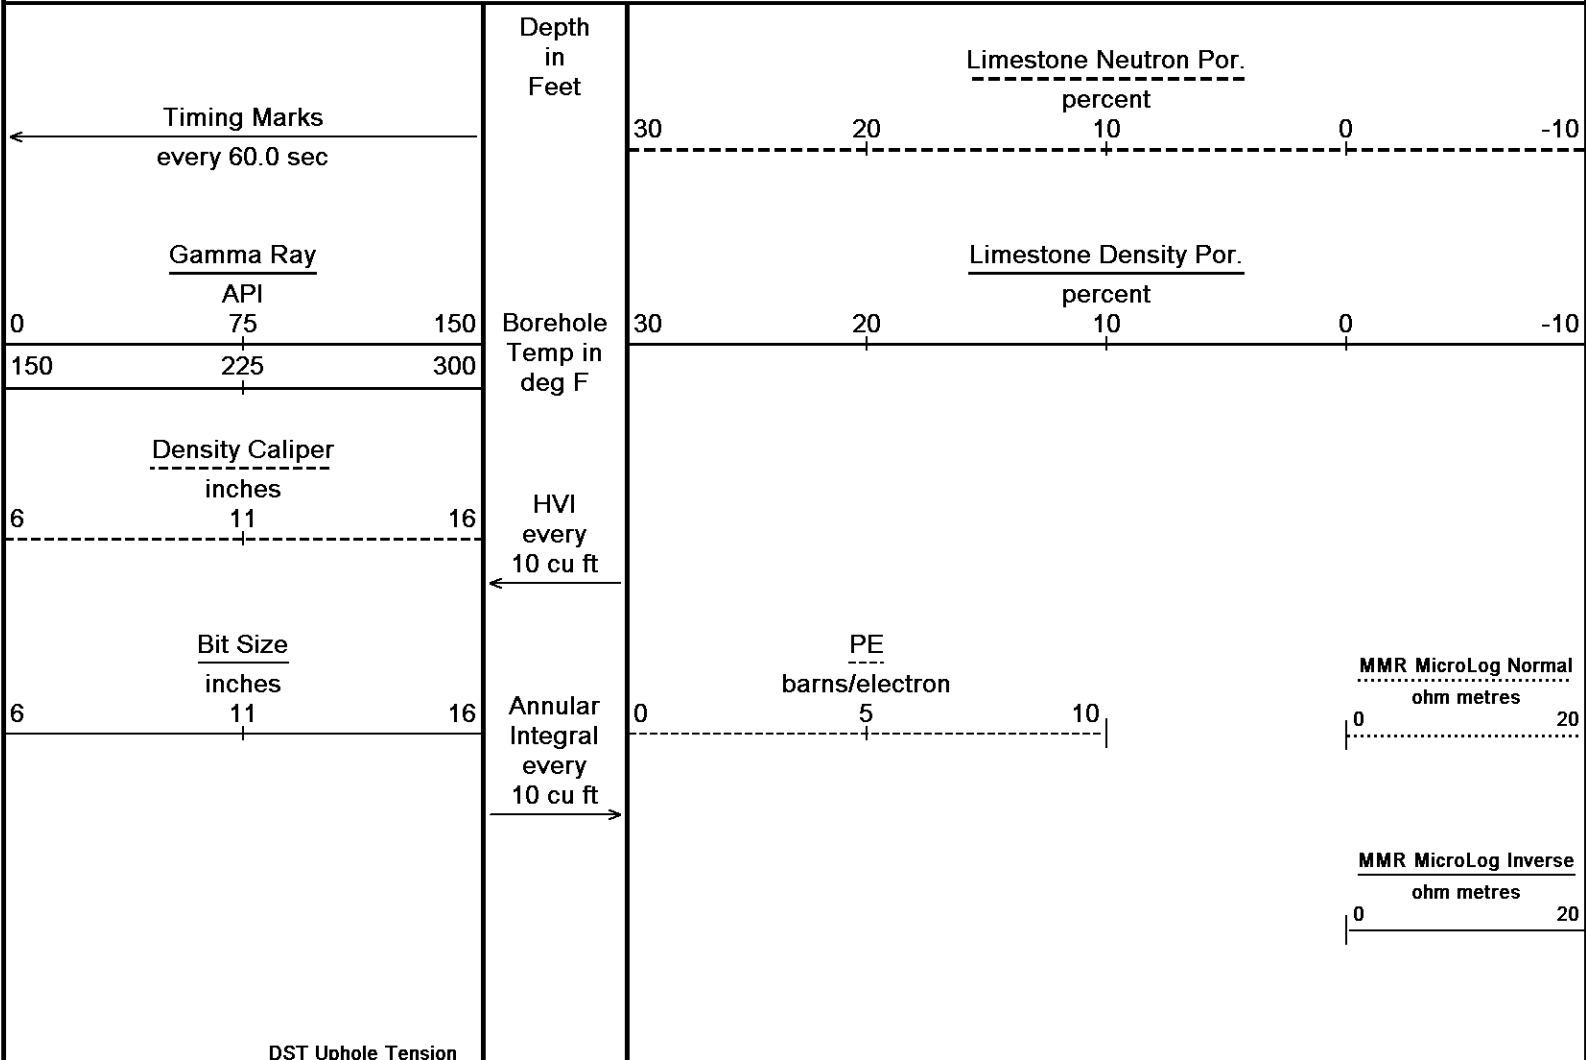 Timing Marks
every 60.0 sec
Gamma Ray
API
0 75 150
150 225 300
Density Caliper
inches
6 11 16
Bit Size
inches
6 11 16
DST Uphole Tension
Depth
in
Feet
Borehole
Temp in
deg F
HVI
every
10 cu ft
Annular
Integral
every
10 cu ft
Limestone Neutron Por.
percent
30 20 10 0 -10
Limestone Density Por.
percent
30 20 10 0 -10
PE
barns/electron
0 5 10
MMR MicroLog Normal
ohm metres
0 20
MMR MicroLog Inverse
ohm metres
0 20